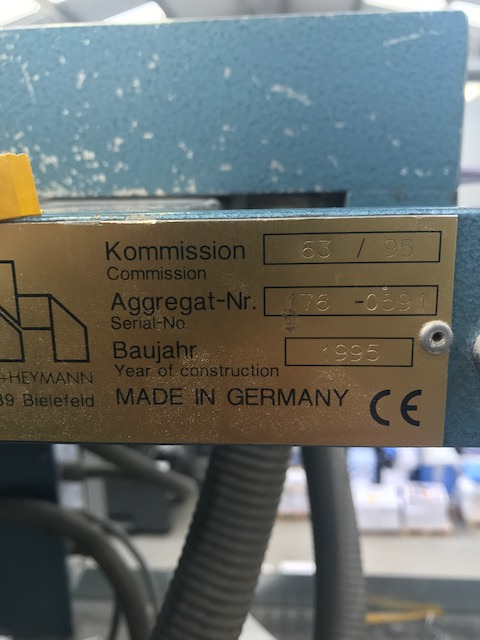 Kommission 63 / 95
Commission
Aggregat-Nr. 176 -0591
Serial-No.
Baujahr 1995
Year of construction
+HEYMANN
39 Bielefeld
MADE IN GERMANY CE